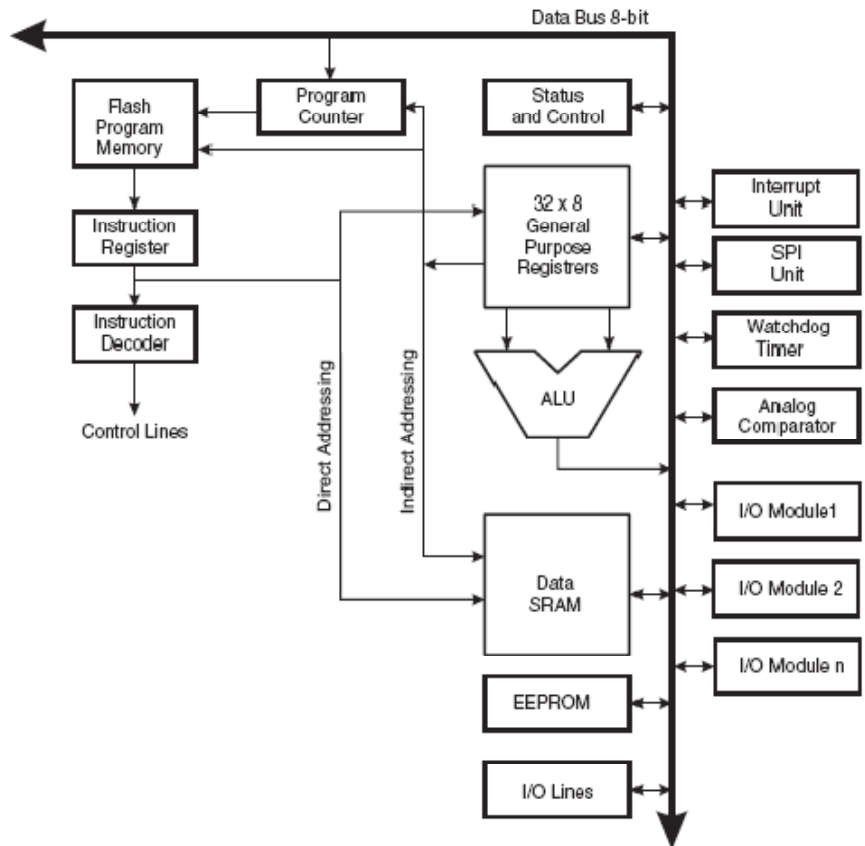 Data Bus 8-bit
Flash
Program
Memory
Program
Counter
Status
and Control
Instruction
Register
32 x 8
General
Purpose
Registrers
Interrupt
Unit
SPI
Unit
Instruction
Decoder
Watchdog
Timer
Control Lines
Direct Addressing
Indirect Addressing
ALU
Analog
Comparator
Data
SRAM
I/O Module1
I/O Module 2
I/O Module n
EEPROM
I/O Lines